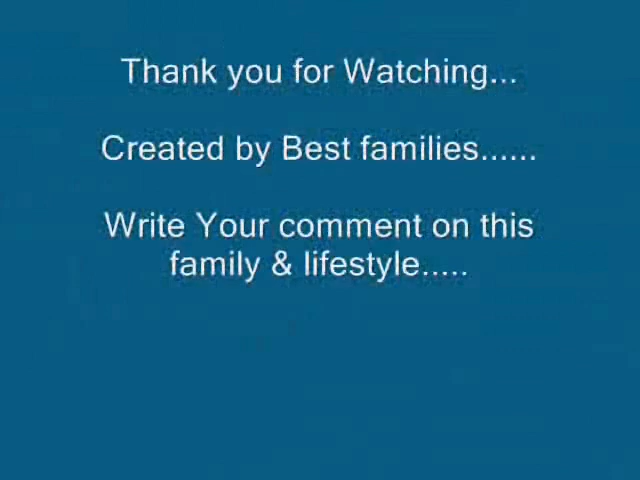 Thank you for Watching...
Created by Best families......
Write Your comment on this
family & lifestyle.....